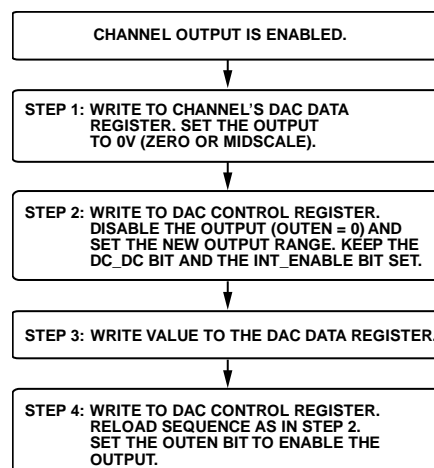 CHANNEL OUTPUT IS ENABLED.
STEP 1: WRITE TO CHANNEL'S DAC DATA
REGISTER. SET THE OUTPUT
TO 0V (ZERO OR MIDSCALE).
STEP 2: WRITE TO DAC CONTROL REGISTER.
DISABLE THE OUTPUT (OUTEN = 0) AND
SET THE NEW OUTPUT RANGE. KEEP THE
DC_DC BIT AND THE INT_ENABLE BIT SET.
STEP 3: WRITE VALUE TO THE DAC DATA REGISTER.
STEP 4: WRITE TO DAC CONTROL REGISTER.
RELOAD SEQUENCE AS IN STEP 2.
SET THE OUTEN BIT TO ENABLE THE
OUTPUT.